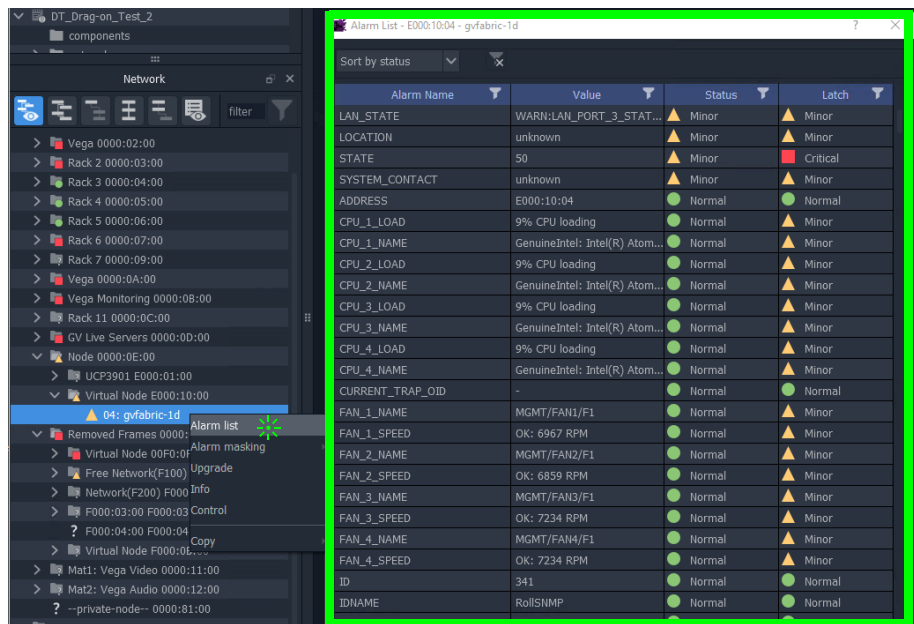 DT_Drag-on_Test_2
components
Network
filter
Vega 0000:02:00
Rack 2 0000:03:00
Rack 3 0000:04:00
Rack 4 0000:05:00
Rack 5 0000:06:00
Rack 6 0000:07:00
Rack 7 0000:09:00
Vega 0000:0A:00
Vega Monitoring 0000:0B:00
Rack 11 0000:0C:00
GV Live Servers 0000:0D:00
Node 0000:0E:00
UCP3901 E000:01:00
Virtual Node E000:10:00
04: gvfabric-1d
Removed Frames 0000:
Virtual Node 00F0:0F
Free Network(F100)
Network(F200) F000
F000:03:00 F000:03
? F000:04:00 F000:04
Virtual Node F000:0E:00
Mat1: Vega Video 0000:11:00
Mat2: Vega Audio 0000:12:00
? --private-node-- 0000:81:00
Alarm list
Alarm masking
Upgrade
Info
Control
Copy
Alarm List - E000:10:04 - gvfabric-1d ?
Sort by status
Alarm Name Value Status Latch
LAN_STATE WARN:LAN_PORT_3_STAT... Minor Minor
LOCATION unknown Minor Minor
STATE 50 Minor Critical
SYSTEM_CONTACT unknown Minor Minor
ADDRESS E000:10:04 Normal Normal
CPU_1_LOAD 9% CPU loading Normal Minor
CPU_1_NAME GenuineIntel: Intel(R) Atom... Normal Minor
CPU_2_LOAD 9% CPU loading Normal Minor
CPU_2_NAME GenuineIntel: Intel(R) Atom... Normal Minor
CPU_3_LOAD 9% CPU loading Normal Minor
CPU_3_NAME GenuineIntel: Intel(R) Atom... Normal Minor
CPU_4_LOAD 9% CPU loading Normal Minor
CPU_4_NAME GenuineIntel: Intel(R) Atom... Normal Minor
CURRENT_TRAP_OID - Normal Normal
FAN_1_NAME MGMT/FAN1/F1 Normal Minor
FAN_1_SPEED OK: 6967 RPM Normal Minor
FAN_2_NAME MGMT/FAN2/F1 Normal Minor
FAN_2_SPEED OK: 6859 RPM Normal Minor
FAN_3_NAME MGMT/FAN3/F1 Normal Minor
FAN_3_SPEED OK: 7234 RPM Normal Minor
FAN_4_NAME MGMT/FAN4/F1 Normal Minor
FAN_4_SPEED OK: 7234 RPM Normal Minor
ID 341 Normal Normal
IDNAME RollSNMP Normal Normal